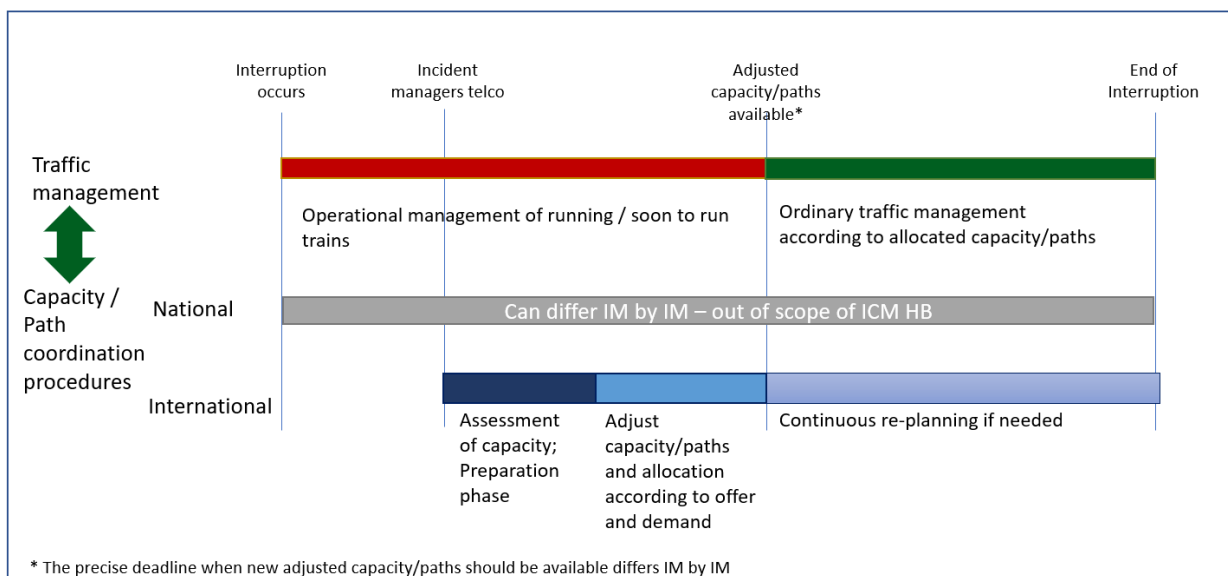 Interruption
occurs
Incident
managers telco
Adjusted
capacity/paths
available*
End of
Interruption
Traffic
management
Operational management of running / soon to run
trains
Ordinary traffic management
according to allocated capacity/paths
Capacity /
Path
coordination
procedures
National
Can differ IM by IM – out of scope of ICM HB
International
Assessment
of capacity;
Preparation
phase
Adjust
capacity/paths
and allocation
according to offer
and demand
Continuous re-planning if needed
* The precise deadline when new adjusted capacity/paths should be available differs IM by IM